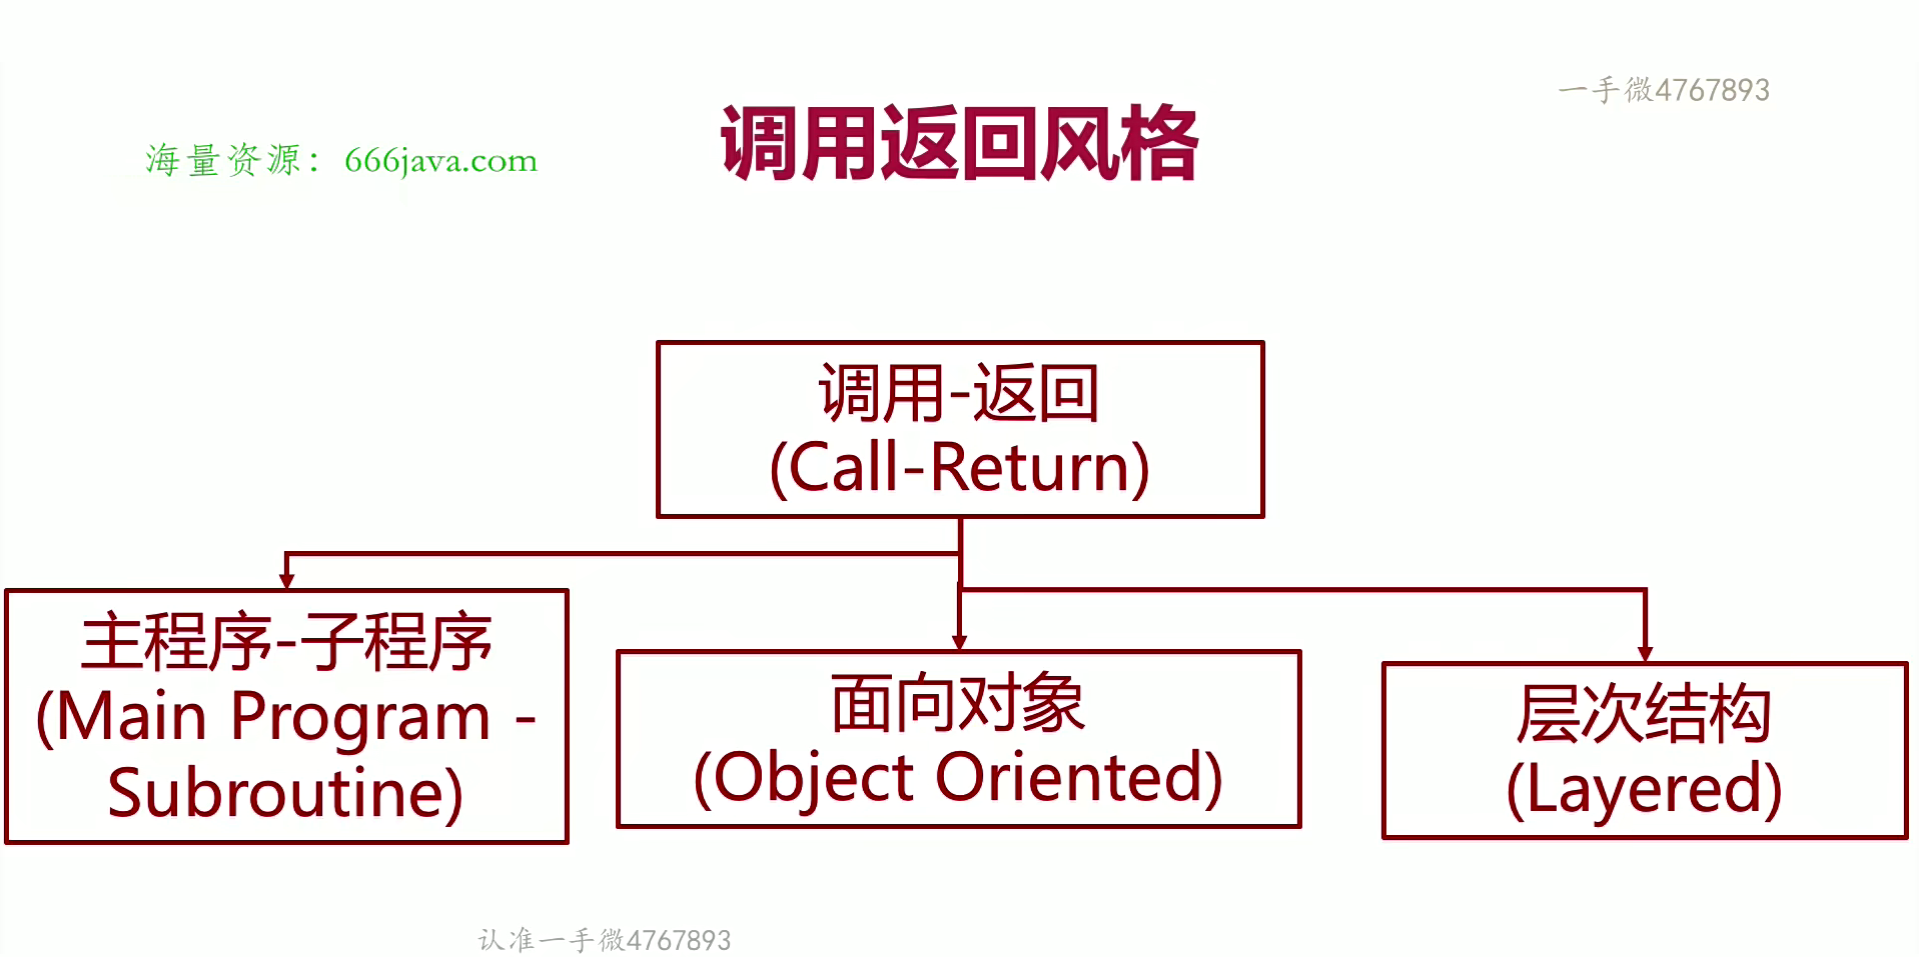 一手微4767893
海量资源：666java.com
调用返回风格
调用-返回
(Call-Return)
主程序-子程序
(Main Program -
Subroutine)
面向对象
(Object Oriented)
层次结构
(Layered)
认准一手微4767893